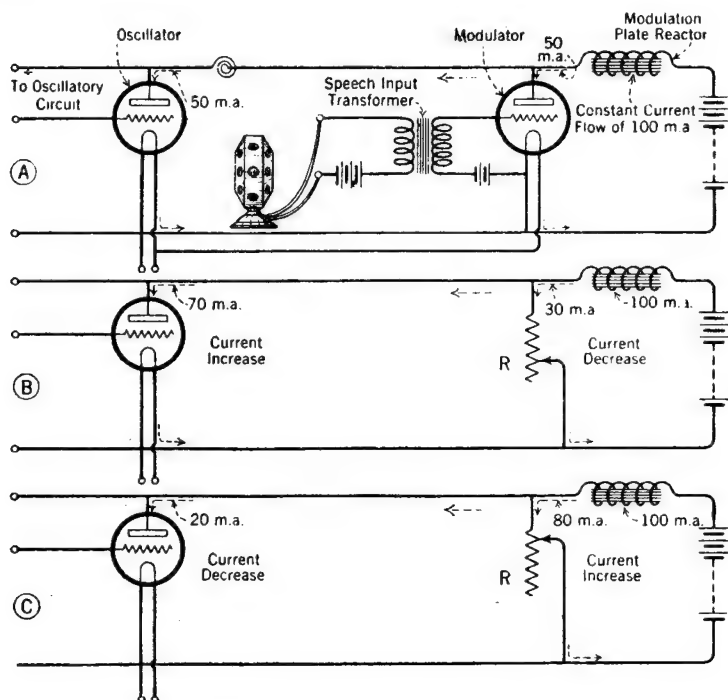 Oscillator
Modulator
50
m.a.
Modulation
Plate Reactor
To Oscillatory
Circuit
50 m.a.
Speech Input
Transformer
Constant Current
Flow of 100 m.a
A
70 m.a.
Current
Increase
R
30 m.a.
100 m.a.
Current
Decrease
B
20 m.a.
Current
Decrease
R
80 m.a.
100 m.a.
Current
Increase
C